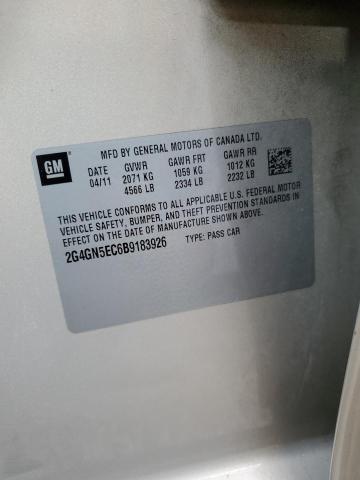 MFD BY GENERAL MOTORS OF CANADA LTD.
GM
DATE GVWR GAWR FRT GAWR RR
04/11 2071 KG 1059 KG 1012 KG
4566 LB 2334 LB 2232 LB
THIS VEHICLE CONFORMS TO ALL APPLICABLE U.S. FEDERAL MOTOR
VEHICLE SAFETY, BUMPER, AND THEFT PREVENTION STANDARDS IN
EFFECT ON THE DATE OF MANUFACTURE SHOWN ABOVE.
2G4GN5EC6B9183926 TYPE: PASS CAR